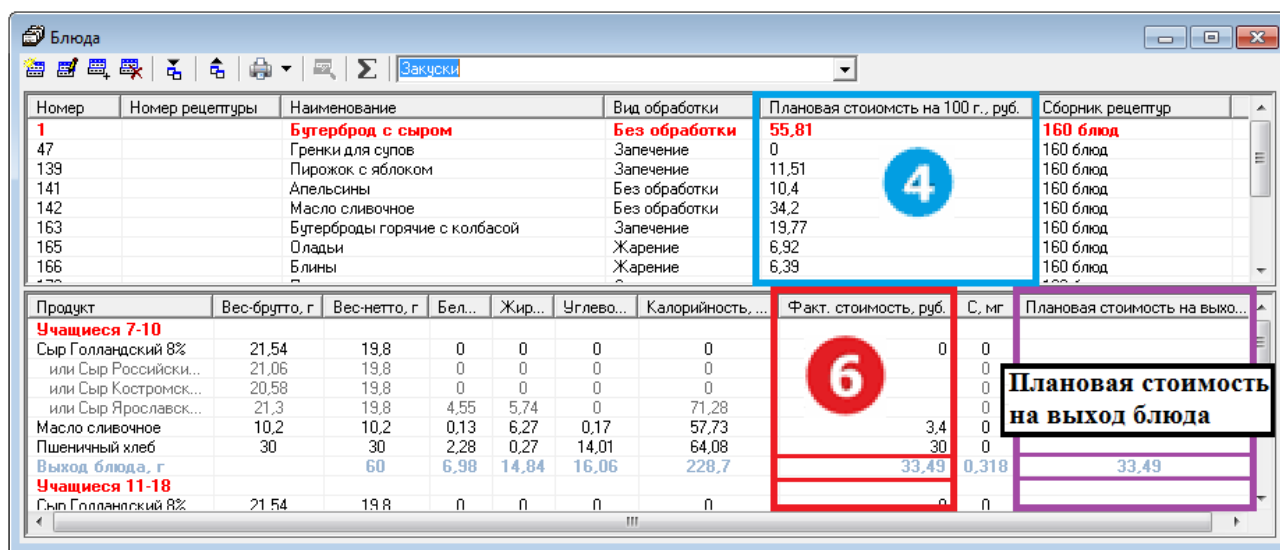 Блюда
Закуски
Номер Номер рецептуры Наименование Вид обработки Плановая стоиомсть на 100 г., руб. Сборник рецептур
1 Бутерброд с сыром Без обработки 55,81 160 блюд
47 Гренки для супов Запечение 0 160 блюд
139 Пирожок с яблоком Запечение 11,51 160 блюд
141 Апельсины Без обработки 10,4 160 блюд
142 Масло сливочное Без обработки 34,2 160 блюд
163 Бутерброды горячие с колбасой Запечение 19,77 160 блюд
165 Оладьи Жарение 6,92 160 блюд
166 Блины Жарение 6,39 160 блюд
4
Продукт Вес-брутто, г Вес-нетто, г Бел... Жир... Углево... Калорийность, ... Факт. стоимость, руб. С, мг Плановая стоимость на выхо...
Учащиеся 7-10
Сыр Голландский 8% 21,54 19,8 0 0 0 0 0 0
или Сыр Российски... 21,06 19,8 0 0 0 0 0
или Сыр Костромск... 20,58 19,8 0 0 0 0 0
или Сыр Ярославск... 21,3 19,8 4,55 5,74 0 71,28 0
Масло сливочное 10,2 10,2 0,13 6,27 0,17 57,73 3,4 0
Пшеничный хлеб 30 30 2,28 0,27 14,01 64,08 30 0
Выход блюда, г 60 6,98 14,84 16,06 228,7 33,49 0,318 33,49
Учащиеся 11-18
Сыр Голландский 8% 21,54 19,8 0 0 0 0 0 0
6
Плановая стоимость
на выход блюда